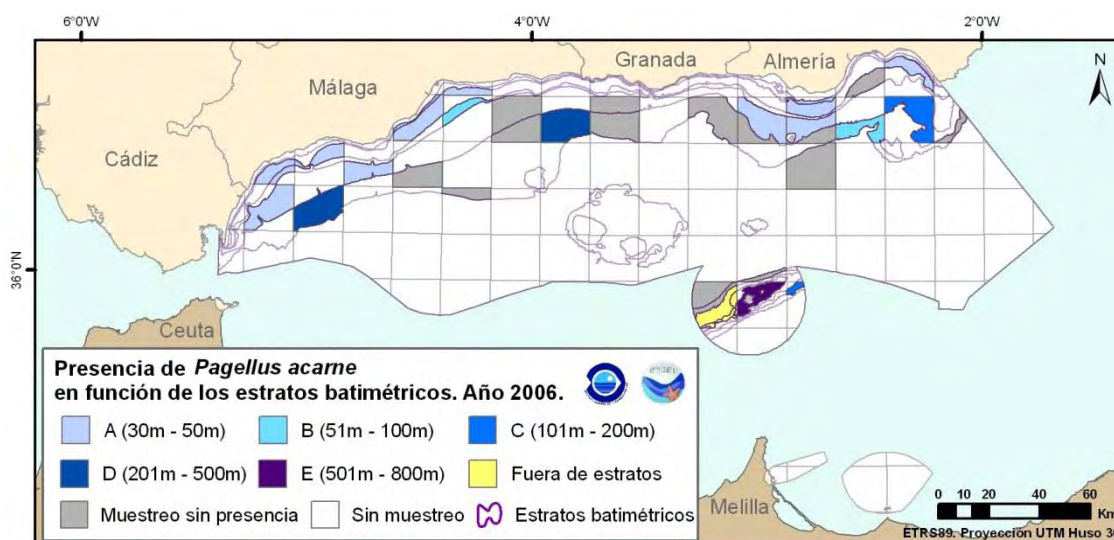 6°0'W 4°0'W 2°0'W
N
Granada Almería
Málaga
Cádiz
36°0'N
Ceuta
Presencia de Pagellus acarne
en función de los estratos batimétricos. Año 2006.
A (30m - 50m) B (51m - 100m) C (101m - 200m)
D (201m - 500m) E (501m - 800m) Fuera de estratos
Muestreo sin presencia Sin muestreo Estratos batimétricos
Melilla
0 10 20 40 60
Km
ETRS89. Proyección UTM Huso 3